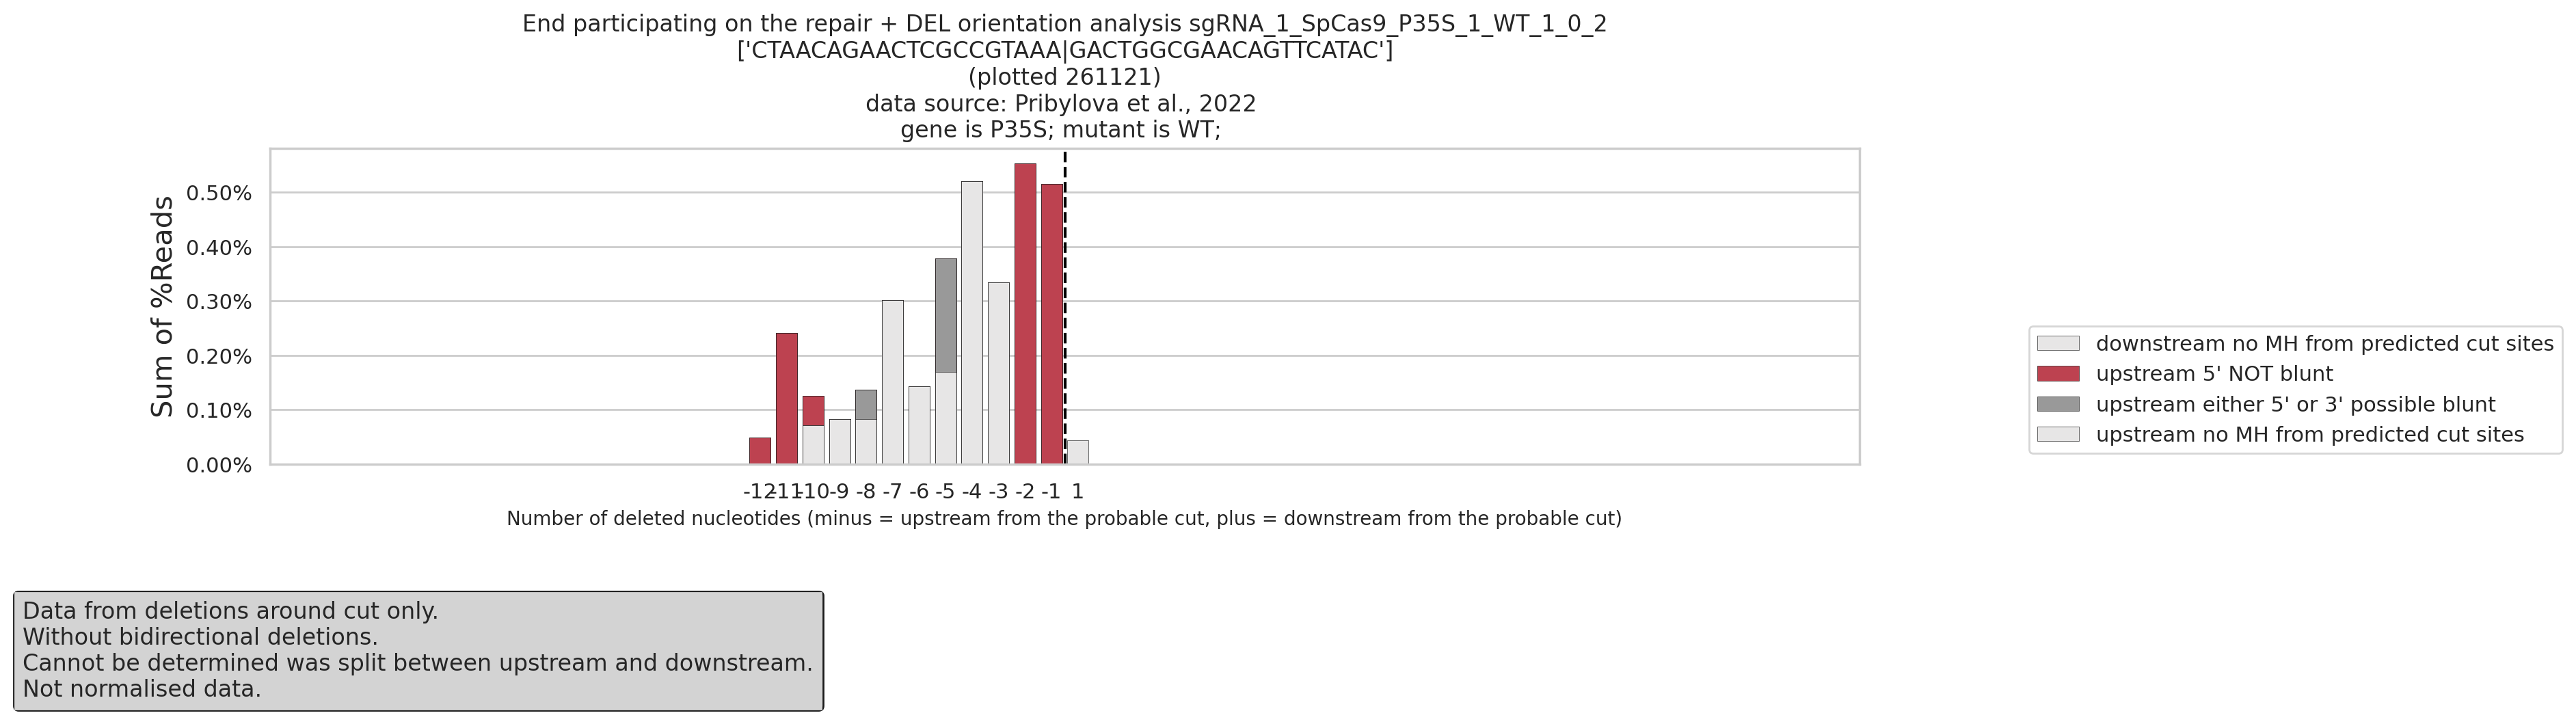 End participating on the repair + DEL orientation analysis sgRNA_1_SpCas9_P35S_1_WT_1_0_2
['CTAACAGAACTCGCCGTAAA|GACTGGCGAACAGTTCATAC']
(plotted 261121)
data source: Pribylova et al., 2022
gene is P35S; mutant is WT;
Sum of %Reads
0.50%
0.40%
0.30%
0.20%
0.10%
0.00%
-12 -11 -10 -9 -8 -7 -6 -5 -4 -3 -2 -1 1
Number of deleted nucleotides (minus = upstream from the probable cut, plus = downstream from the probable cut)
downstream no MH from predicted cut sites
upstream 5' NOT blunt
upstream either 5' or 3' possible blunt
upstream no MH from predicted cut sites
Data from deletions around cut only.
Without bidirectional deletions.
Cannot be determined was split between upstream and downstream.
Not normalised data.